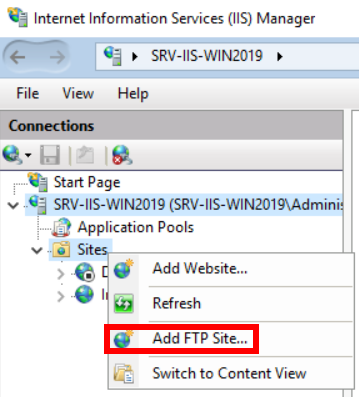 Internet Information Services (IIS) Manager
SRV-IIS-WIN2019
File View Help
Connections
Start Page
SRV-IIS-WIN2019 (SRV-IIS-WIN2019\Adminis
Application Pools
Sites
Add Website...
Refresh
Add FTP Site...
Switch to Content View